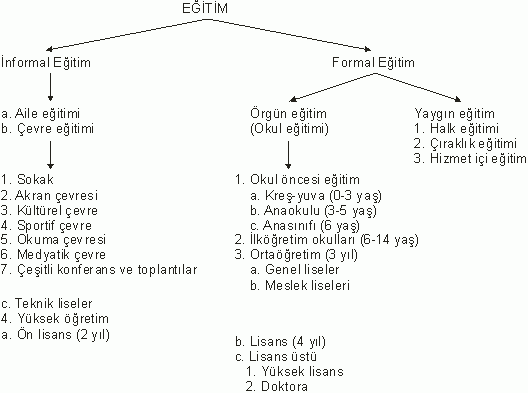 EĞİTİM
İnformal Eğitim
Formal Eğitim
a. Aile eğitimi
b. Çevre eğitimi
Örgün eğitim
(Okul eğitimi)
Yaygın eğitim
1. Halk eğitimi
2. Çıraklık eğitimi
3. Hizmet içi eğitim
1. Sokak
2. Akran çevresi
3. Kültürel çevre
4. Sportif çevre
5. Okuma çevresi
6. Medyatik çevre
7. Çeşitli konferans ve toplantılar
1. Okul öncesi eğitim
a. Kreş-yuva (0-3 yaş)
b. Anaokulu (3-5 yaş)
c. Anasınıfı (6 yaş)
2. İlköğretim okulları (6-14 yaş)
3. Ortaöğretim (3 yıl)
a. Genel liseler
b. Meslek liseleri
c. Teknik liseler
4. Yüksek öğretim
a. Ön lisans (2 yıl)
b. Lisans (4 yıl)
c. Lisans üstü
1. Yüksek lisans
2. Doktora